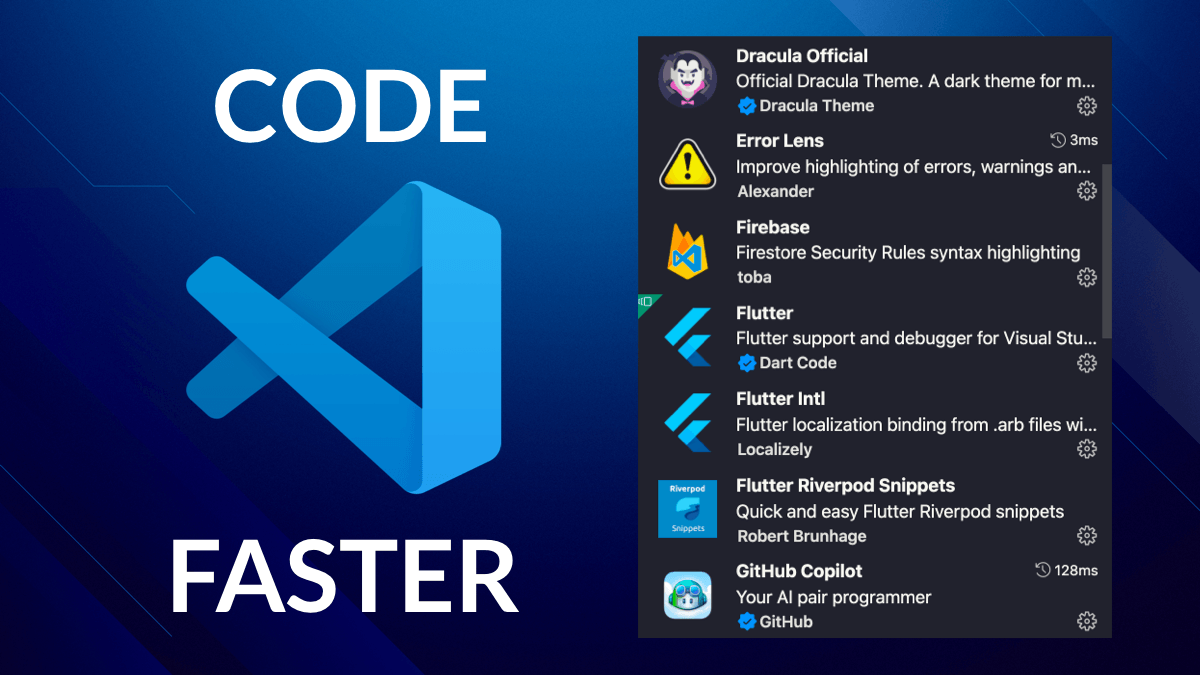 CODE
FASTER
Dracula Official
Official Dracula Theme. A dark theme for m...
Dracula Theme
Error Lens
3ms
Improve highlighting of errors, warnings an...
Alexander
Firebase
Firestore Security Rules syntax highlighting
toba
Flutter
Flutter support and debugger for Visual Stu...
Dart Code
Flutter Intl
Flutter localization binding from .arb files wi...
Localizely
Riverpod
Snippets
Flutter Riverpod Snippets
Quick and easy Flutter Riverpod snippets
Robert Brunhage
GitHub Copilot
128ms
Your AI pair programmer
GitHub